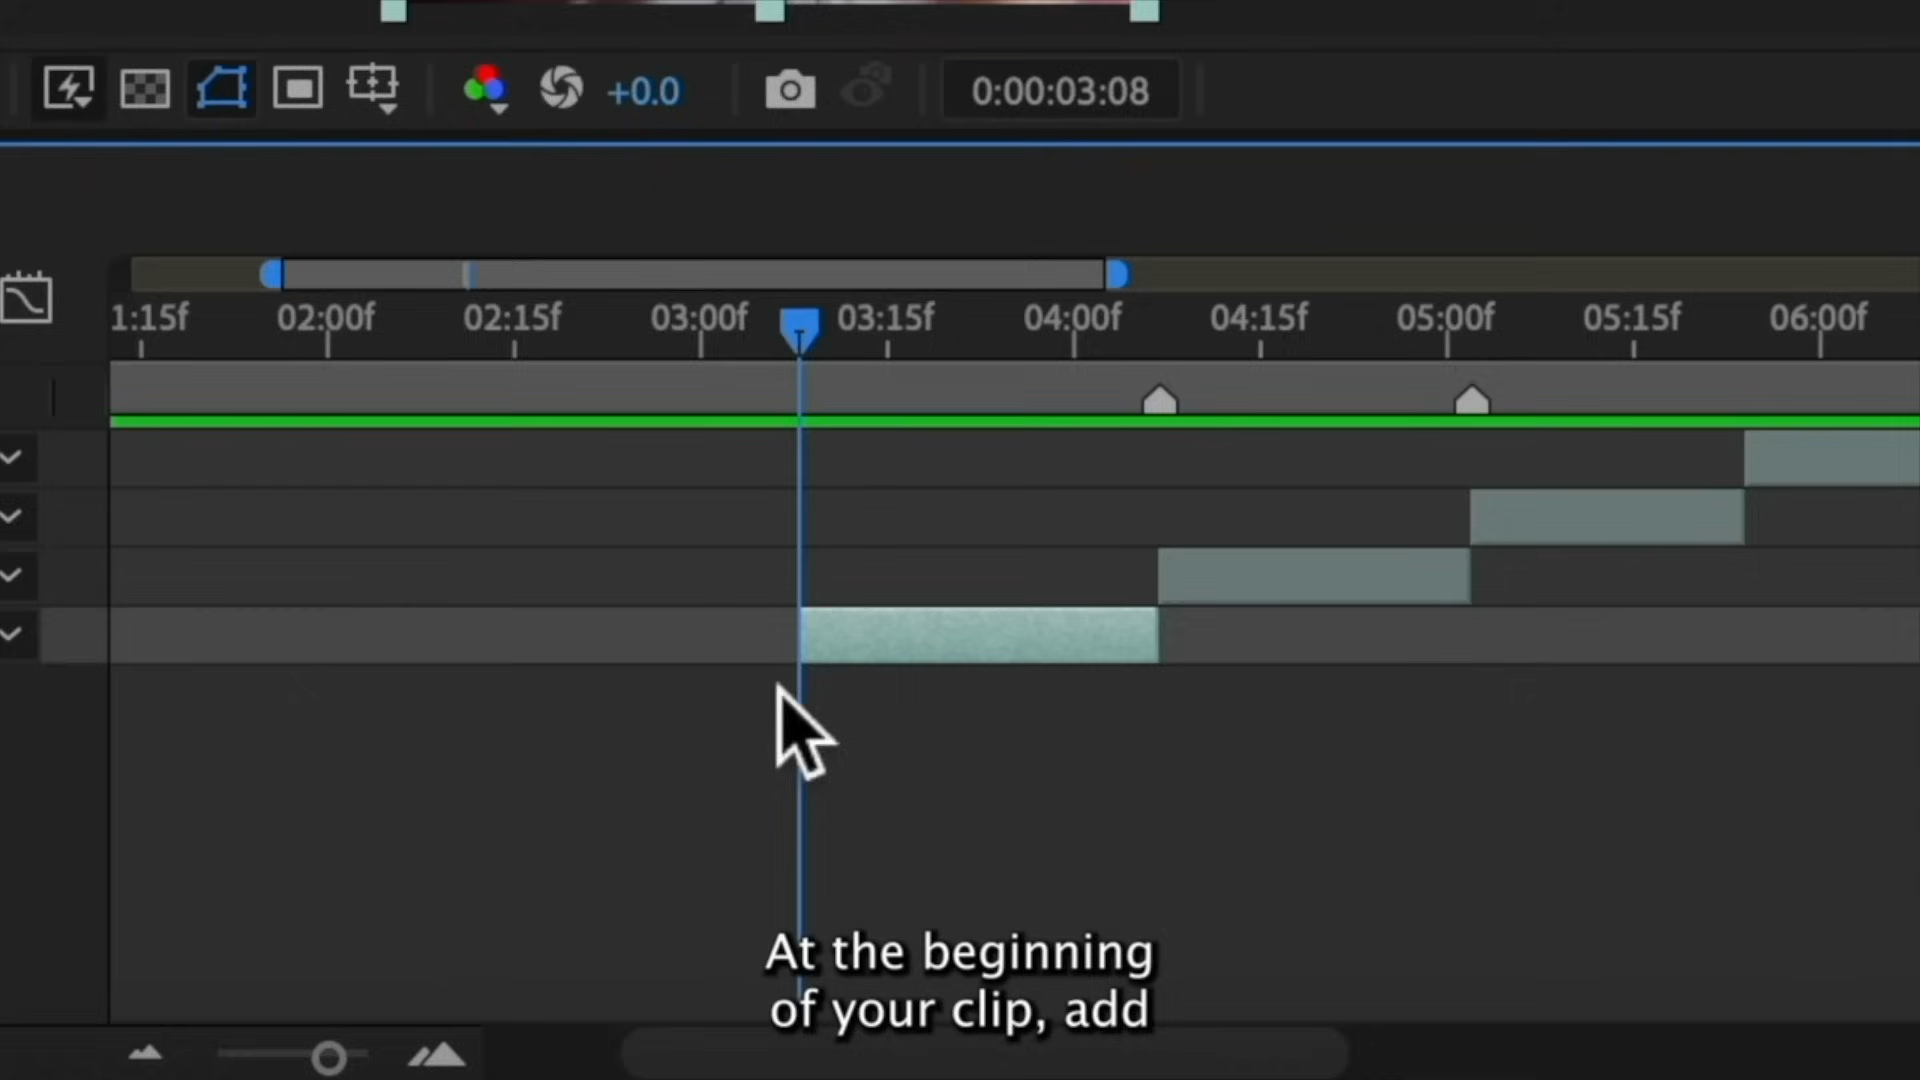 +0.0
0:00:03:08
1:15f 02:00f 02:15f 03:00f 03:15f 04:00f 04:15f 05:00f 05:15f 06:00f
At the beginning
of your clip, add